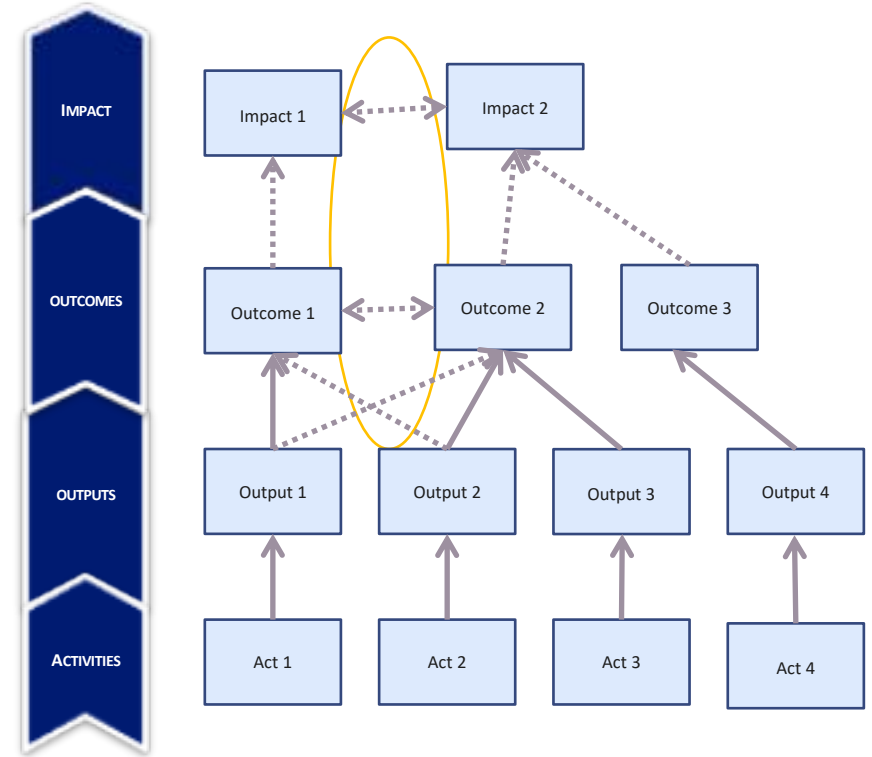 IMPACT
Impact 1
Impact 2
OUTCOMES
Outcome 1
Outcome 2
Outcome 3
OUTPUTS
Output 1
Output 2
Output 3
Output 4
ACTIVITIES
Act 1
Act 2
Act 3
Act 4